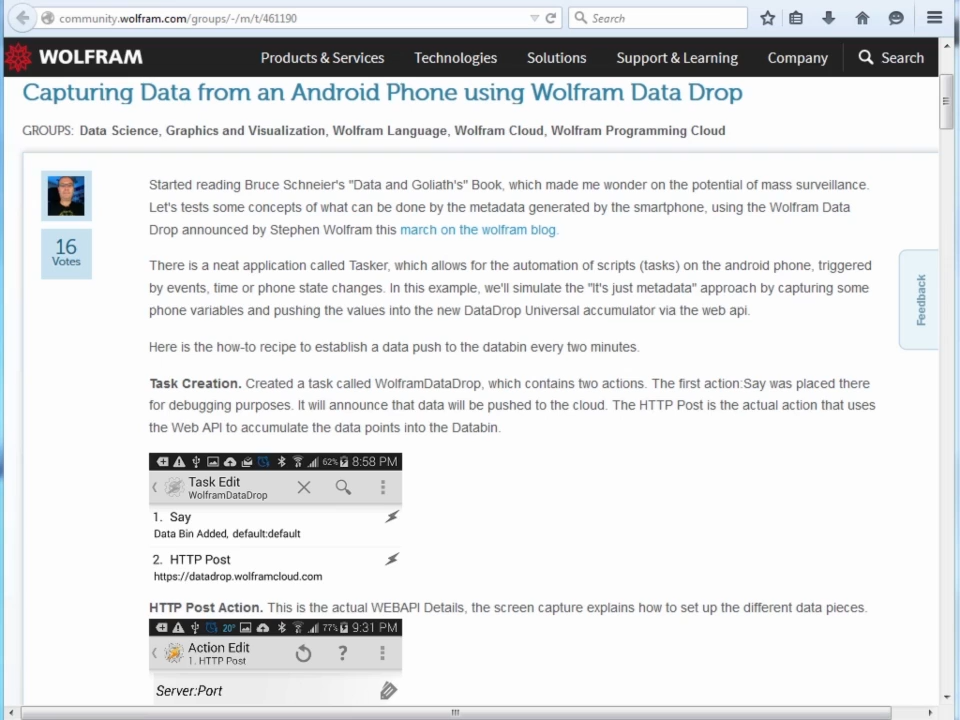 community.wolfram.com/groups/-/m/t/461190
Search
WOLFRAM
Products & Services
Technologies
Solutions
Support & Learning
Company
Search
Capturing Data from an Android Phone using Wolfram Data Drop
GROUPS: Data Science, Graphics and Visualization, Wolfram Language, Wolfram Cloud, Wolfram Programming Cloud
16
Votes
Started reading Bruce Schneier's "Data and Goliath's" Book, which made me wonder on the potential of mass surveillance.
Let's tests some concepts of what can be done by the metadata generated by the smartphone, using the Wolfram Data
Drop announced by Stephen Wolfram this march on the wolfram blog.
There is a neat application called Tasker, which allows for the automation of scripts (tasks) on the android phone, triggered
by events, time or phone state changes. In this example, we'll simulate the "It's just metadata" approach by capturing some
phone variables and pushing the values into the new DataDrop Universal accumulator via the web api.
Feedback
Here is the how-to recipe to establish a data push to the databin every two minutes.
Task Creation. Created a task called WolframDataDrop, which contains two actions. The first action:Say was placed there
for debugging purposes. It will announce that data will be pushed to the cloud. The HTTP Post is the actual action that uses
the Web API to accumulate the data points into the Databin.
62% 8:58 PM
Task Edit
WolframDataDrop
1. Say
Data Bin Added, default:default
2. HTTP Post
https://datadrop.wolframcloud.com
HTTP Post Action. This is the actual WEBAPI Details, the screen capture explains how to set up the different data pieces.
20° 77% 9:31 PM
Action Edit
1. HTTP Post
Server:Port